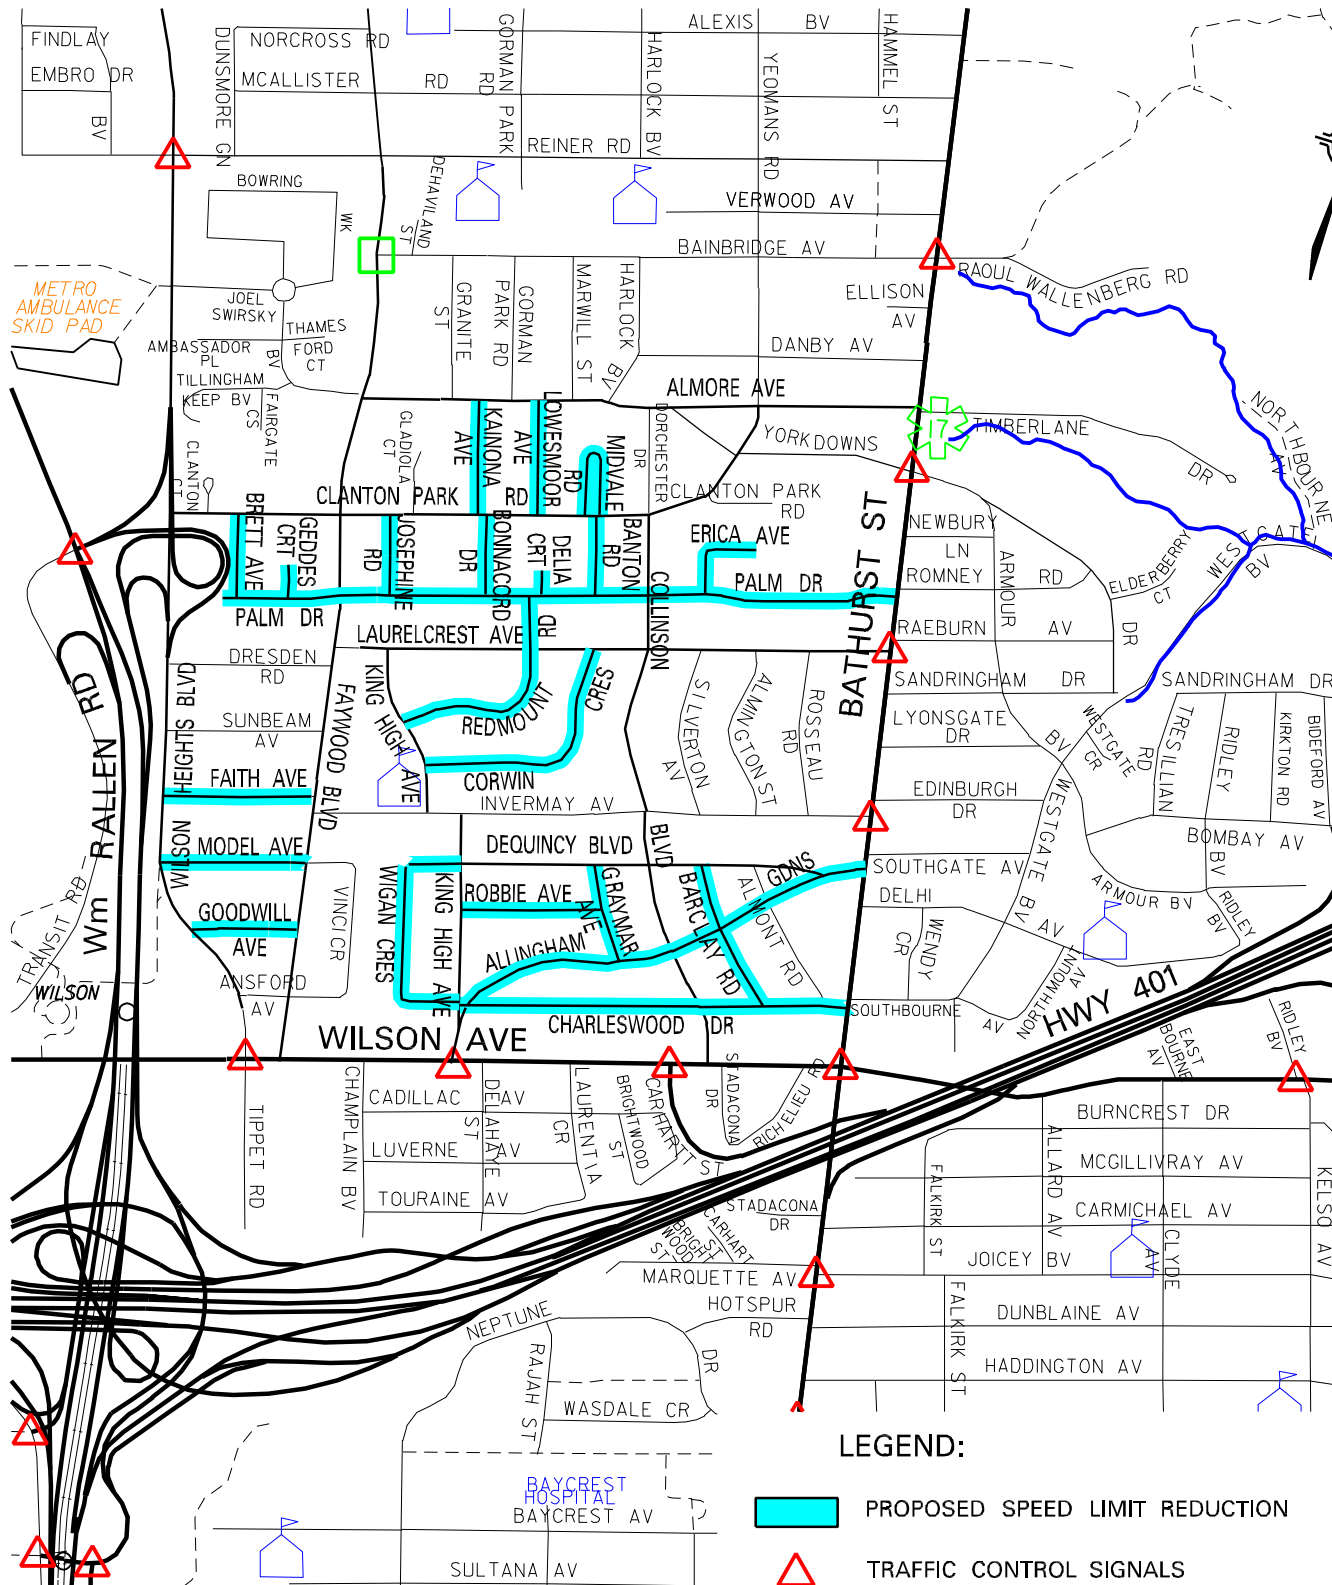 FINDLAY
EMBRO DR
BV
DUNSMORE GN
NORCROSS RD
MCALLISTER RD
GORMAN PARK RD
HARLOCK BV
ALEXIS BV
YEOMANS RD
HAMMEL ST
REINER RD
BOWRING
WK
DEHAVILAND ST
VERWOOD AV
BAINBRIDGE AV
RAOUL WALLENBERG RD
METRO
AMBULANCE
SKID PAD
JOEL
SWIRSKY
BV
THAMES
FORD
CT
AMBASSADOR
PL
TILLINGHAM
KEEP BV
FAIRGATE
CS
CLANTON
CT
GRANITE
ST
GORMAN
PARK RD
MARWILL ST
HARLOCK
BV
ELLISON
AV
DANBY AV
ALMORE AVE
GLADIOLA
CT
KAINONA
AVE
LOWESMOOR
AVE
MIDVALE
RD
DORCHESTER
DR
YORKDOWNS
17
TIMBERLANE
DR
NORTHBOURNE
AV
CLANTON PARK RD
CLANTON PARK
RD
BRETT AVE
GEDDES
CRT
JOSEPHINE
RD
BONNACORD
DR
DELIA
CRT
BANTON
RD
ERICA AVE
PALM DR
PALM DR
COLLINSON
BLVD
BATHURST ST
NEWBURY
LN
ROMNEY RD
ARMOUR
DR
ELDERBERRY
CT
WESTGATE
BV
RAEBURN AV
LAURELCREST AVE
DRESDEN
RD
SUNBEAM
AV
FAITH AVE
MODEL AVE
GOODWILL
AVE
ANSFORD
AV
WILSON HEIGHTS BLVD
Wm R ALLEN RD
TRANSIT RD
WILSON
FAYWOOD BLVD
KING HIGH AVE
REDMOUNT
RD
CORWIN
CRES
INVERMAY AV
SILVERTON
AV
ALMINGTON ST
ROSSEAU
RD
SANDRINGHAM DR
SANDRINGHAM DR
LYONSGATE
DR
BV
WESTGATE
CR
TRESILLIAN
RD
RIDLEY
BV
KIRKTON RD
BIDEFORD AV
EDINBURGH
DR
WESTGATE BV
BOMBAY AV
DEQUINCY BLVD
ROBBIE AVE
WIGAN CRES
KING HIGH AVE
GRAYMAR
AVE
BARCLAY RD
ALLINGHAM
GDNS
ALMONT RD
SOUTHGATE AV
DELHI
AV
WENDY
CR
ARMOUR BV
RIDLEY
BV
NORTHMOUNT
AV
VINCI CR
CHARLESWOOD DR
SOUTHBOURNE
AV
HWY 401
EAST
BOURNE
AV
RIDLEY
BV
WILSON AVE
TIPPET RD
CHAMPLAIN BV
CADILLAC AV
LUVERNE AV
TOURAINE AV
DELAHAYE
ST
LAURENTIA
CR
BRIGHTWOOD
ST
CARHARTT ST
STADACONA
DR
RICHELIEU RD
BURNCREST DR
MCGILLIVRAY AV
CARMICHAEL AV
JOICEY BV
DUNBLAINE AV
HADDINGTON AV
FALKIRK ST
FALKIRK ST
ALLARD AV
CLYDE
AV
KELSO AV
STADACONA
DR
CARHART
ST
BRIGHT
WOOD
ST
MARQUETTE AV
HOTSPUR
RD
NEPTUNE
DR
RAJAH ST
WASDALE CR
BAYCREST
HOSPITAL
BAYCREST AV
SULTANA AV
LEGEND:
PROPOSED SPEED LIMIT REDUCTION
TRAFFIC CONTROL SIGNALS